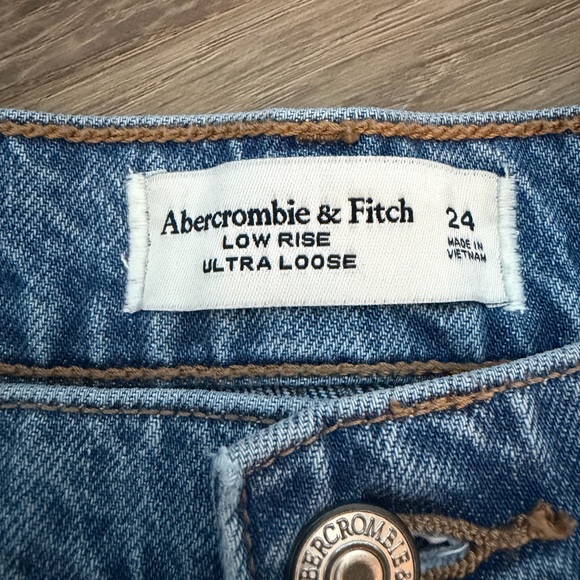 Abercrombie & Fitch 24
LOW RISE MADE IN
ULTRA LOOSE VIETNAM
ABERCROMBIE &